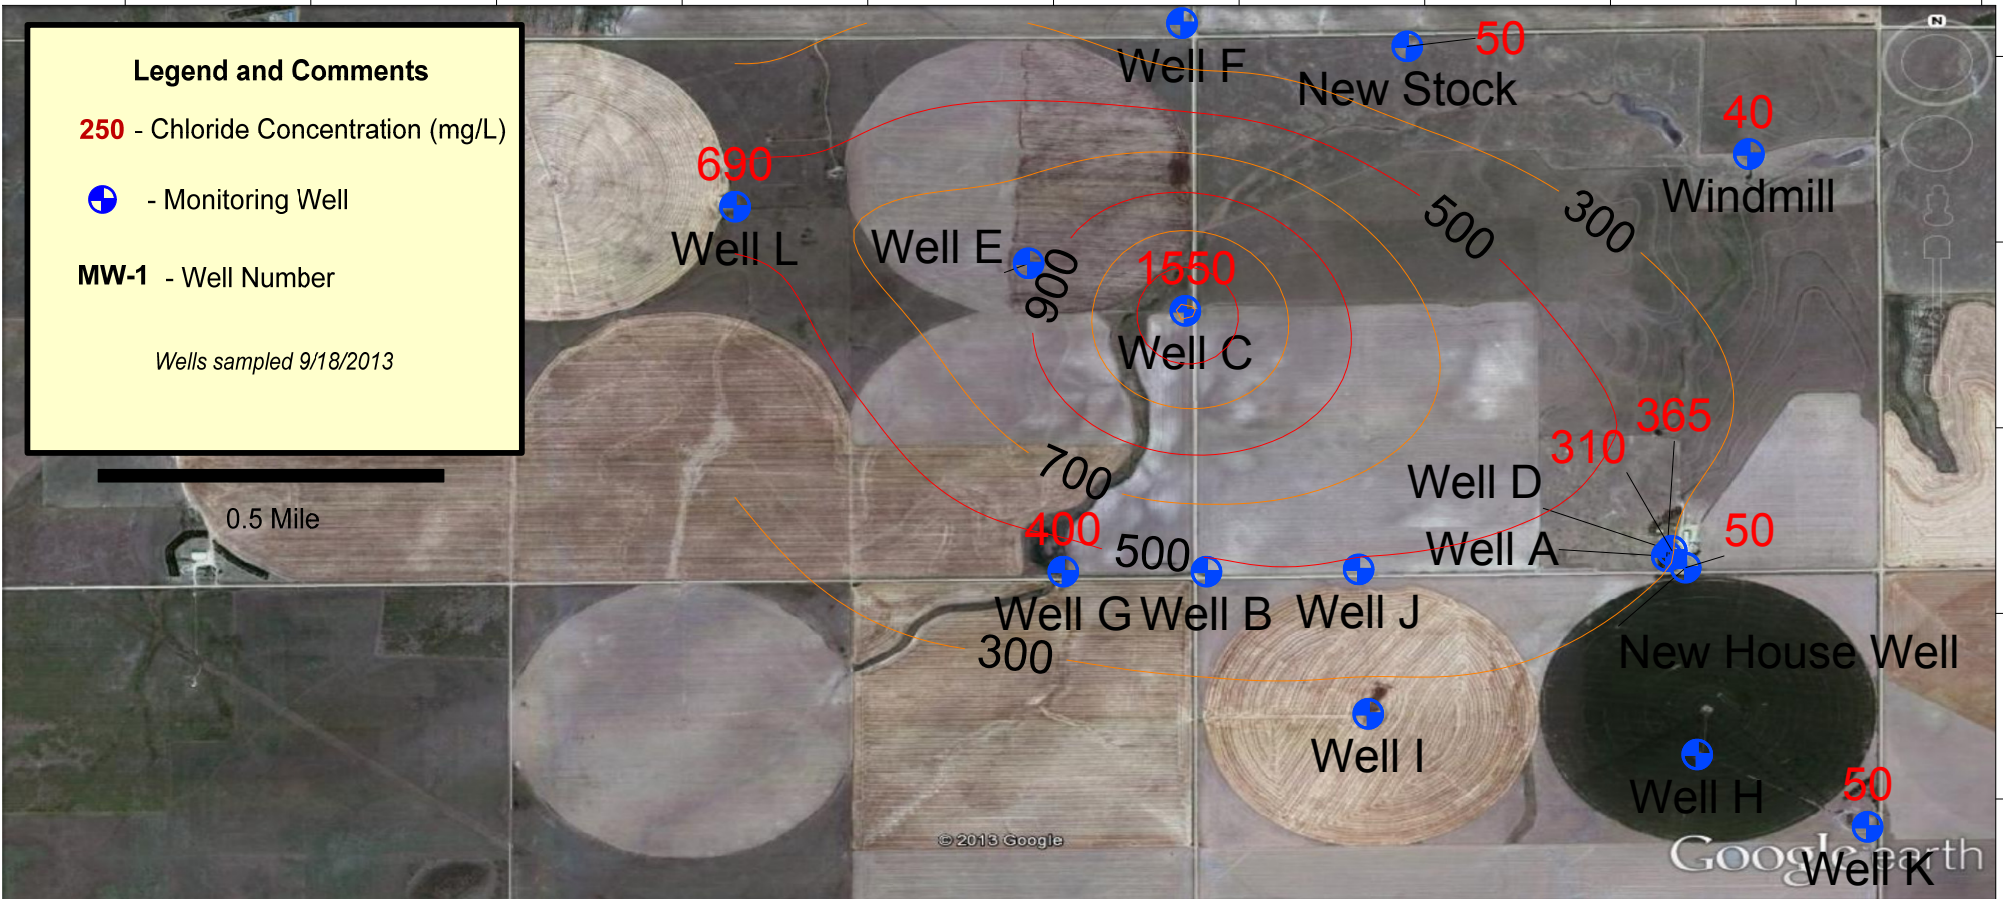 Legend and Comments
250 - Chloride Concentration (mg/L)
- Monitoring Well
MW-1 - Well Number
Wells sampled 9/18/2013
0.5 Mile
N
Well F
50
New Stock
40
Windmill
690
Well L
Well E
900
1550
Well C
500
300
700
365
310
Well D
Well A
50
400
500
Well G
Well B
Well J
300
New House Well
Well I
Well H
50
Well K
© 2013 Google
Google earth